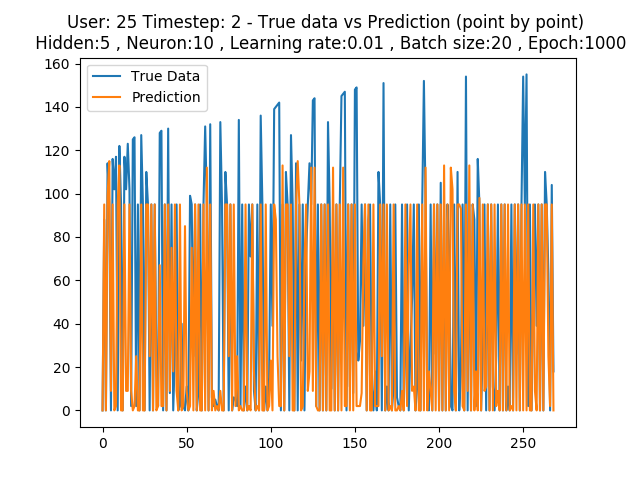 User: 25 Timestep: 2 - True data vs Prediction (point by point)
Hidden:5 , Neuron:10 , Learning rate:0.01 , Batch size:20 , Epoch:1000
True Data
Prediction
160
140
120
100
80
60
40
20
0
0 50 100 150 200 250